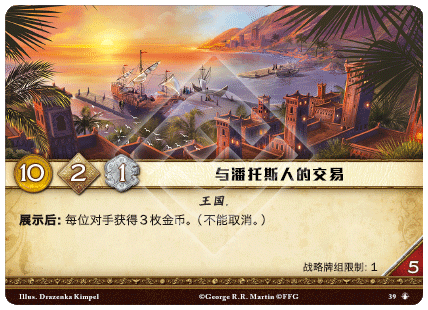 10 2 1 与潘托斯人的交易
王国.
展示后: 每位对手获得3枚金币。(不能取消。)
战略牌组限制: 1
5
Illus. Drazenka Kimpel ©George R.R. Martin ©FFG 39